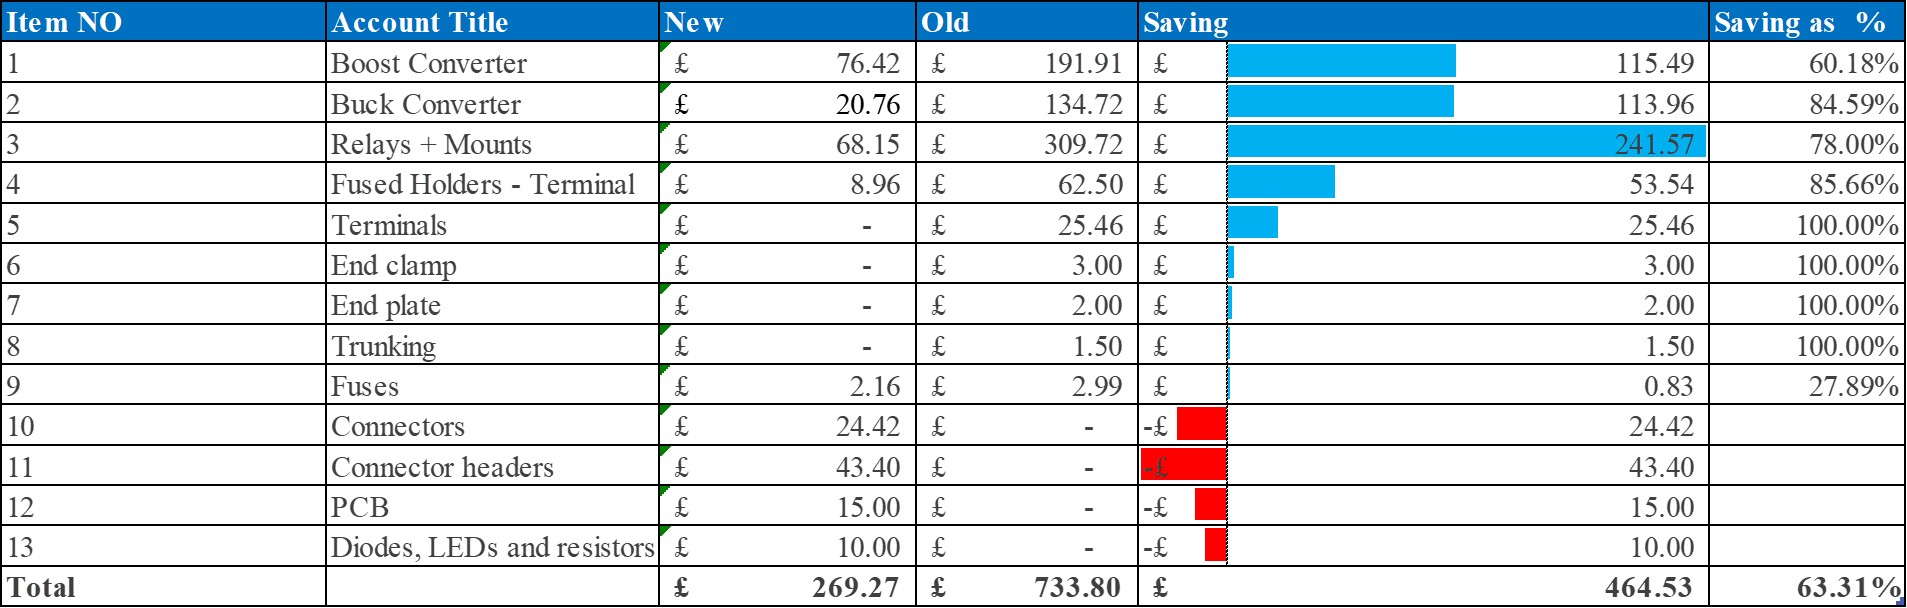 Item NO Account Title New Old Saving Saving as %
1 Boost Converter £ 76.42 £ 191.91 £ 115.49 60.18%
2 Buck Converter £ 20.76 £ 134.72 £ 113.96 84.59%
3 Relays + Mounts £ 68.15 £ 309.72 £ 241.57 78.00%
4 Fused Holders - Terminal £ 8.96 £ 62.50 £ 53.54 85.66%
5 Terminals £ - £ 25.46 £ 25.46 100.00%
6 End clamp £ - £ 3.00 £ 3.00 100.00%
7 End plate £ - £ 2.00 £ 2.00 100.00%
8 Trunking £ - £ 1.50 £ 1.50 100.00%
9 Fuses £ 2.16 £ 2.99 £ 0.83 27.89%
10 Connectors £ 24.42 £ - -£ 24.42
11 Connector headers £ 43.40 £ - -£ 43.40
12 PCB £ 15.00 £ - -£ 15.00
13 Diodes, LEDs and resistors £ 10.00 £ - -£ 10.00
Total £ 269.27 £ 733.80 £ 464.53 63.31%